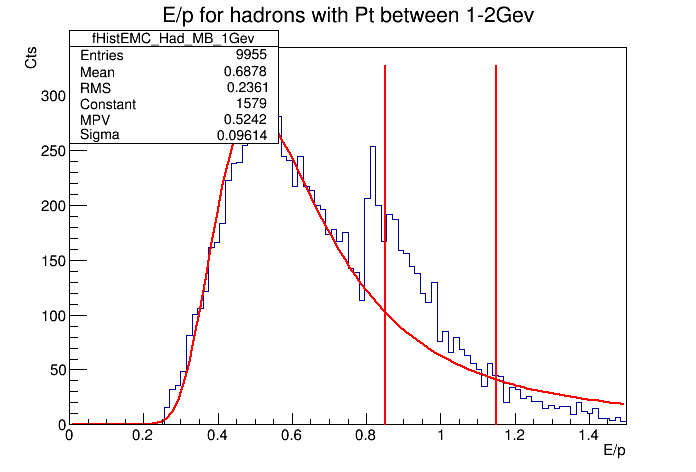 E/p for hadrons with Pt between 1-2Gev
fHistEMC_Had_MB_1Gev
Entries 9955
Mean 0.6878
RMS 0.2361
Constant 1579
MPV 0.5242
Sigma 0.09614
Cts
300
250
200
150
100
50
0
0 0.2 0.4 0.6 0.8 1 1.2 1.4
E/p